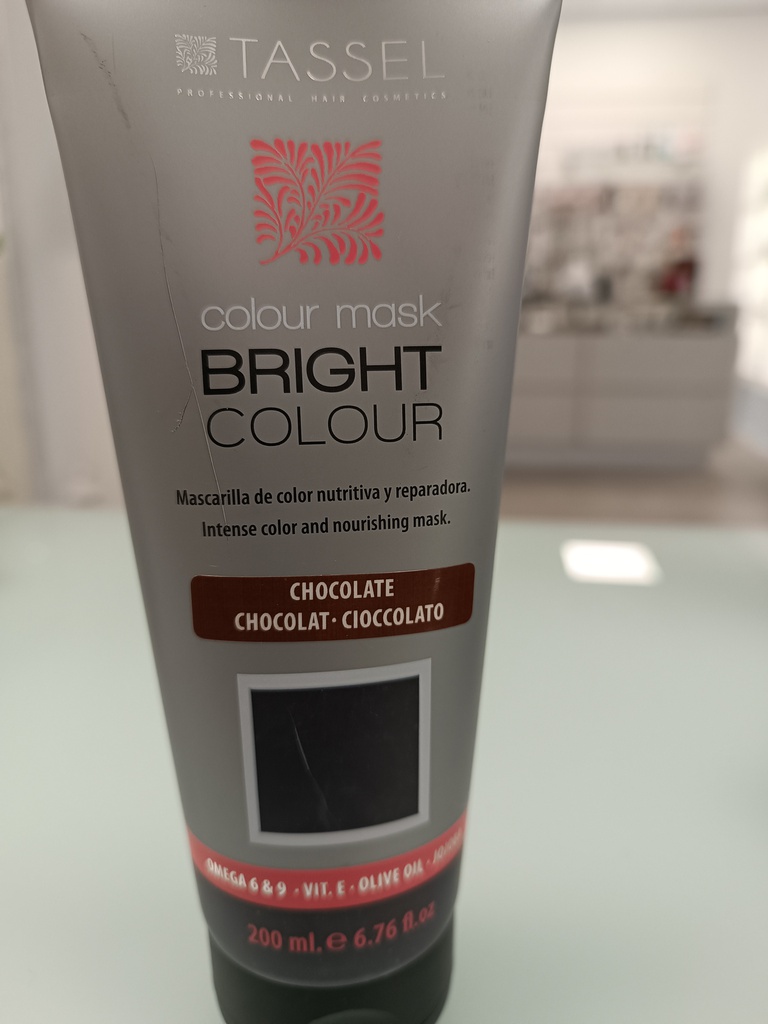 TASSEL
PROFESSIONAL HAIR COSMETICS
colour mask
BRIGHT
COLOUR
Mascarilla de color nutritiva y reparadora.
Intense color and nourishing mask.
CHOCOLATE
CHOCOLAT· CIOCCOLATO
OMEGA 6 & 9 · VIT. E · OLIVE OIL · JOJOBA
200 ml. e 6.76 fl.oz